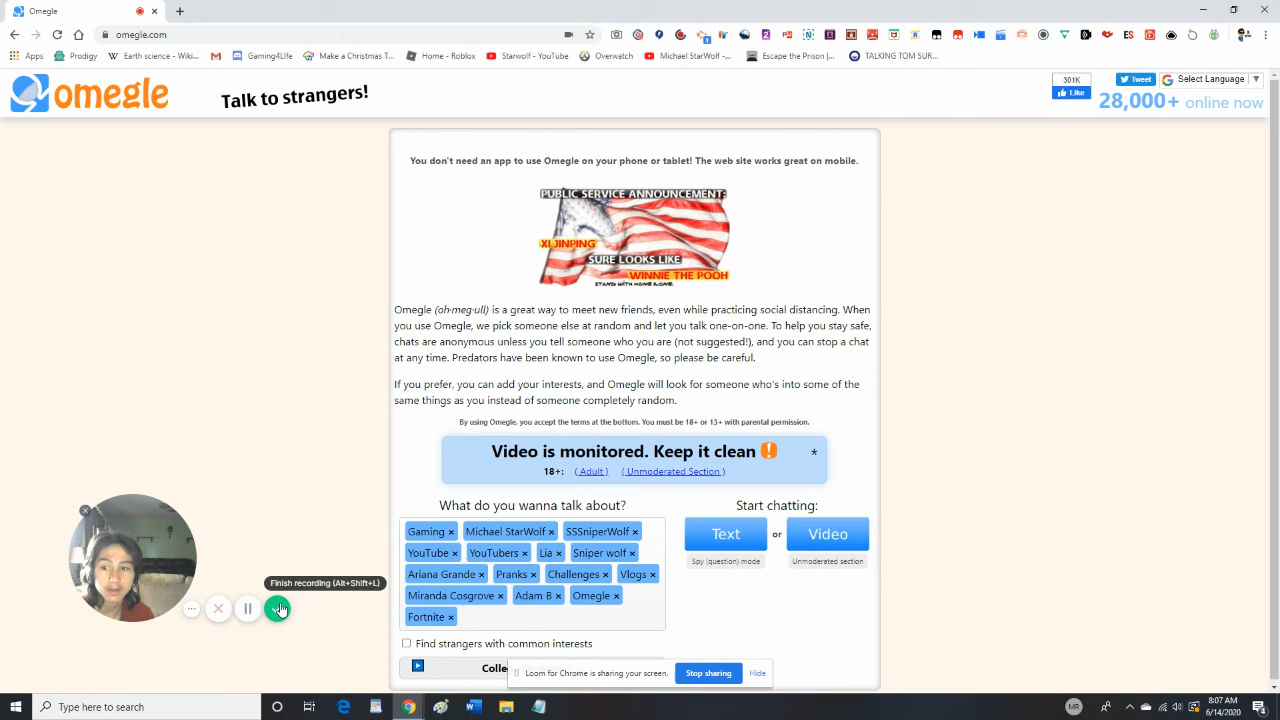 Omegle
omegle.com
Apps Prodigy Earth science - Wiki... Gaming4Life Make a Christmas T... Home - Roblox Starwolf - YouTube Overwatch Michael StarWolf -... Escape the Prison |... TALKING TOM SUR...
omegle Talk to strangers!
301K
Like
Tweet
Select Language
28,000+ online now
You don't need an app to use Omegle on your phone or tablet! The web site works great on mobile.
PUBLIC SERVICE ANNOUNCEMENT:
XI JINPING
SURE LOOKS LIKE
WINNIE THE POOH
STAND WITH HONG KONG.
Omegle (oh·meg·ull) is a great way to meet new friends, even while practicing social distancing. When
you use Omegle, we pick someone else at random and let you talk one-on-one. To help you stay safe,
chats are anonymous unless you tell someone who you are (not suggested!), and you can stop a chat
at any time. Predators have been known to use Omegle, so please be careful.
If you prefer, you can add your interests, and Omegle will look for someone who's into some of the
same things as you instead of someone completely random.
By using Omegle, you accept the terms at the bottom. You must be 18+ or 13+ with parental permission.
Video is monitored. Keep it clean ! *
18+: ( Adult ) ( Unmoderated Section )
What do you wanna talk about?
Gaming × Michael StarWolf × SSSniperWolf ×
YouTube × YouTubers × Lia × Sniper wolf ×
Ariana Grande × Pranks × Challenges × Vlogs ×
Miranda Cosgrove × Adam B × Omegle ×
Fortnite ×
Find strangers with common interests
Colle
Start chatting:
Text or Video
Spy (question) mode Unmoderated section
Finish recording (Alt+Shift+L)
Loom for Chrome is sharing your screen. Stop sharing Hide
Type here to search
MR
8:07 AM
6/14/2020